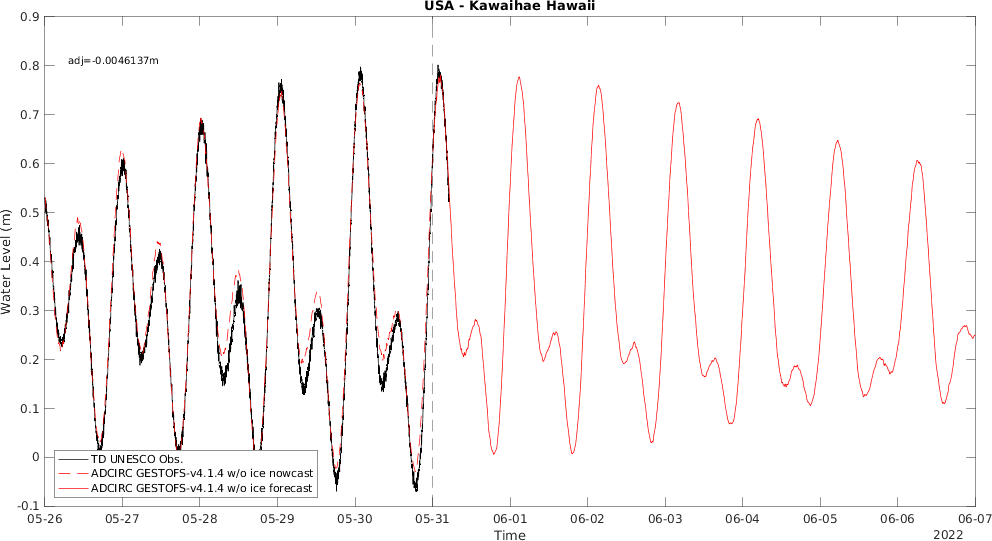 USA - Kawaihae Hawaii
0.9
0.8
adj=-0.0046137m
0.7
0.6
0.5
0.4
0.3
0.2
0.1
0
-0.1
Water Level (m)
TD UNESCO Obs.
ADCIRC GESTOFS-v4.1.4 w/o ice nowcast
ADCIRC GESTOFS-v4.1.4 w/o ice forecast
05-26 05-27 05-28 05-29 05-30 05-31 06-01 06-02 06-03 06-04 06-05 06-06 06-07
Time
2022